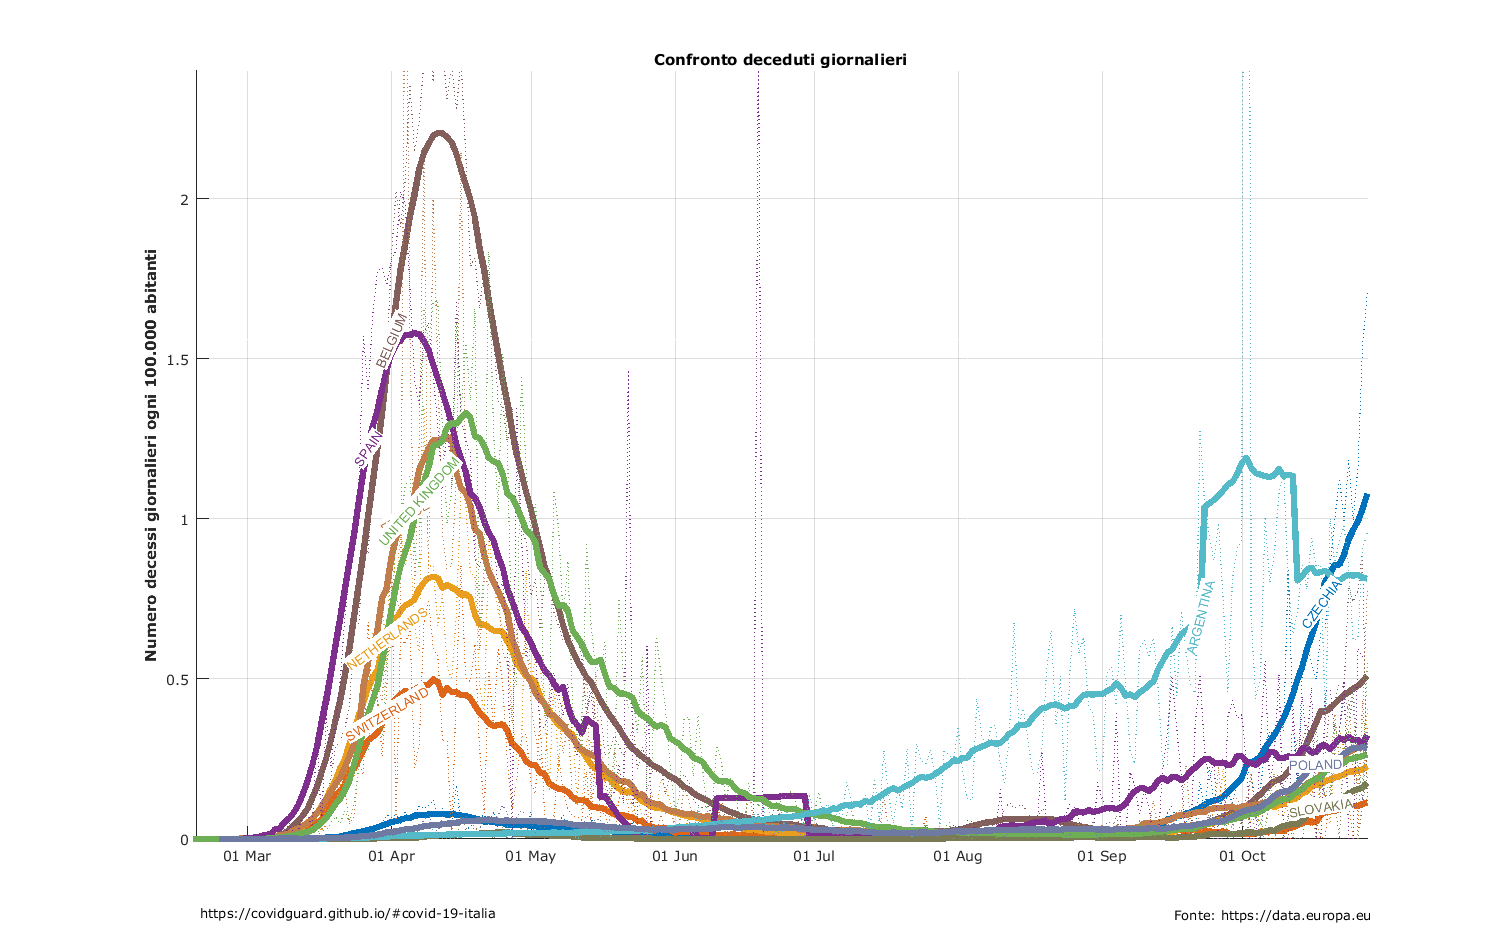 Confronto deceduti giornalieri
Numero decessi giornalieri ogni 100.000 abitanti
2
1.5
1
0.5
0
BELGIUM
SPAIN
UNITED KINGDOM
NETHERLANDS
SWITZERLAND
ARGENTINA
CZECHIA
POLAND
SLOVAKIA
01 Mar
01 Apr
01 May
01 Jun
01 Jul
01 Aug
01 Sep
01 Oct
https://covidguard.github.io/#covid-19-italia
Fonte: https://data.europa.eu